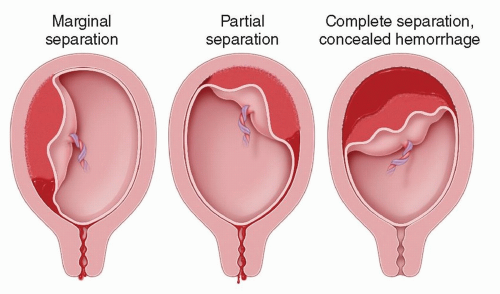 Marginal
separation
Partial
separation
Complete separation,
concealed hemorrhage